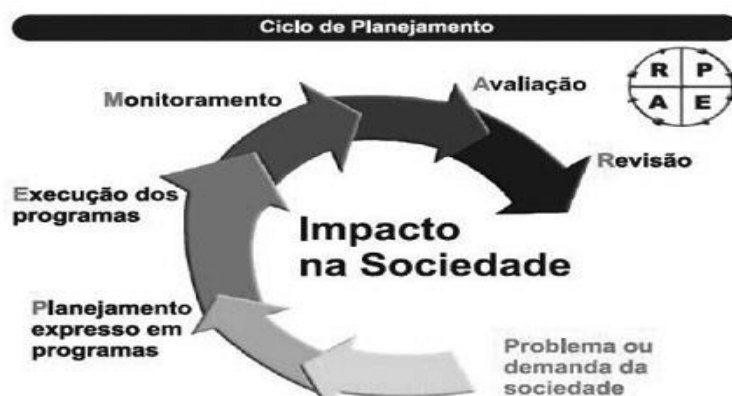 Ciclo de Planejamento
R P
A E
Avaliação
Monitoramento
Revisão
Execução dos
programas
Impacto
na Sociedade
Planejamento
expresso em
programas
Problema ou
demanda da
sociedade